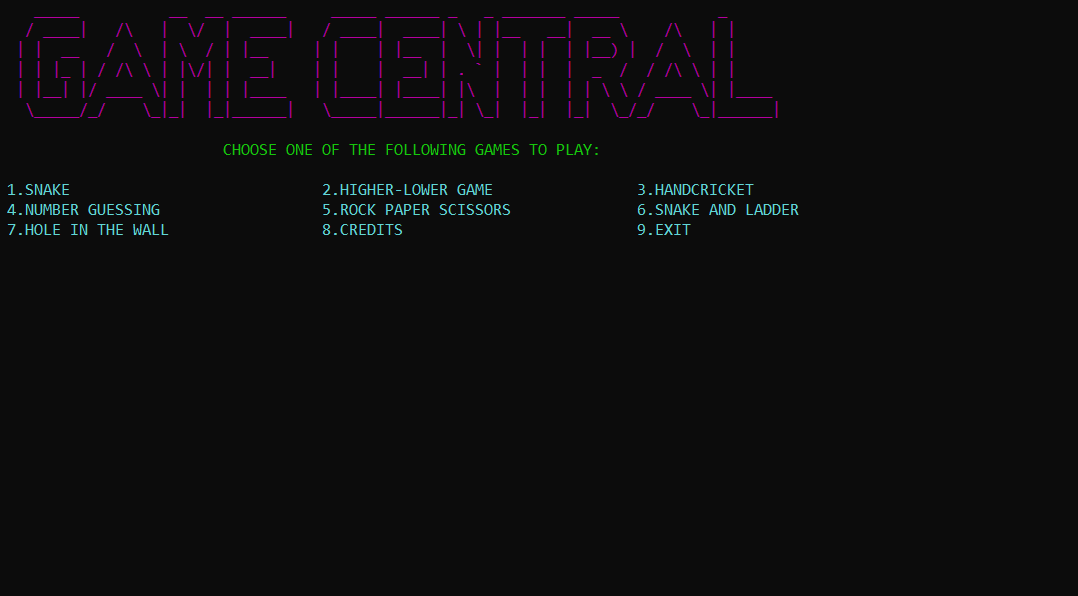 GAME CENTRAL
CHOOSE ONE OF THE FOLLOWING GAMES TO PLAY:
1.SNAKE 2.HIGHER-LOWER GAME 3.HANDCRICKET
4.NUMBER GUESSING 5.ROCK PAPER SCISSORS 6.SNAKE AND LADDER
7.HOLE IN THE WALL 8.CREDITS 9.EXIT